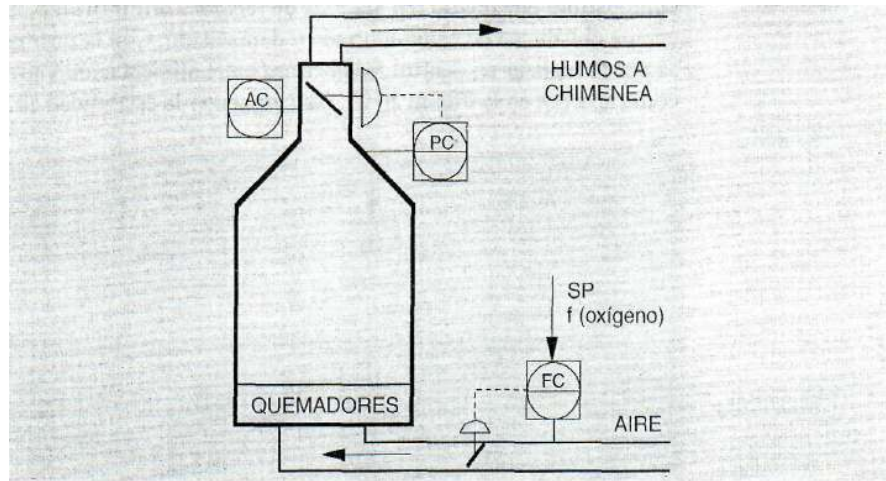 HUMOS A
CHIMENEA
AC
PC
SP
f (oxígeno)
FC
QUEMADORES
AIRE